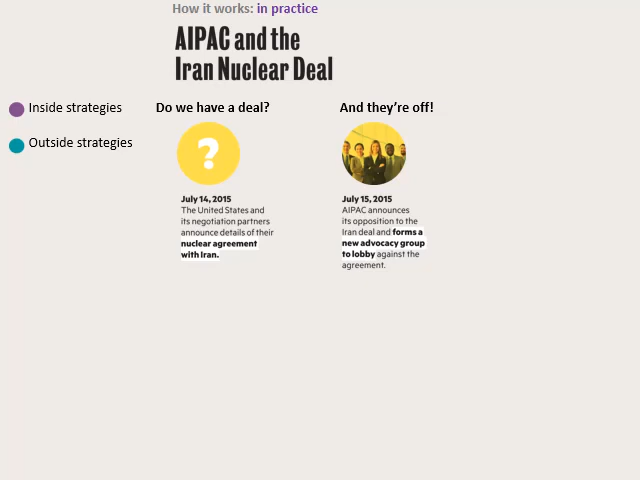 How it works: in practice
AIPAC and the
Iran Nuclear Deal
Inside strategies
Outside strategies
Do we have a deal?
?
July 14, 2015
The United States and
its negotiation partners
announce details of their
nuclear agreement
with Iran.
And they're off!
July 15, 2015
AIPAC announces
its opposition to the
Iran deal and forms a
new advocacy group
to lobby against the
agreement.